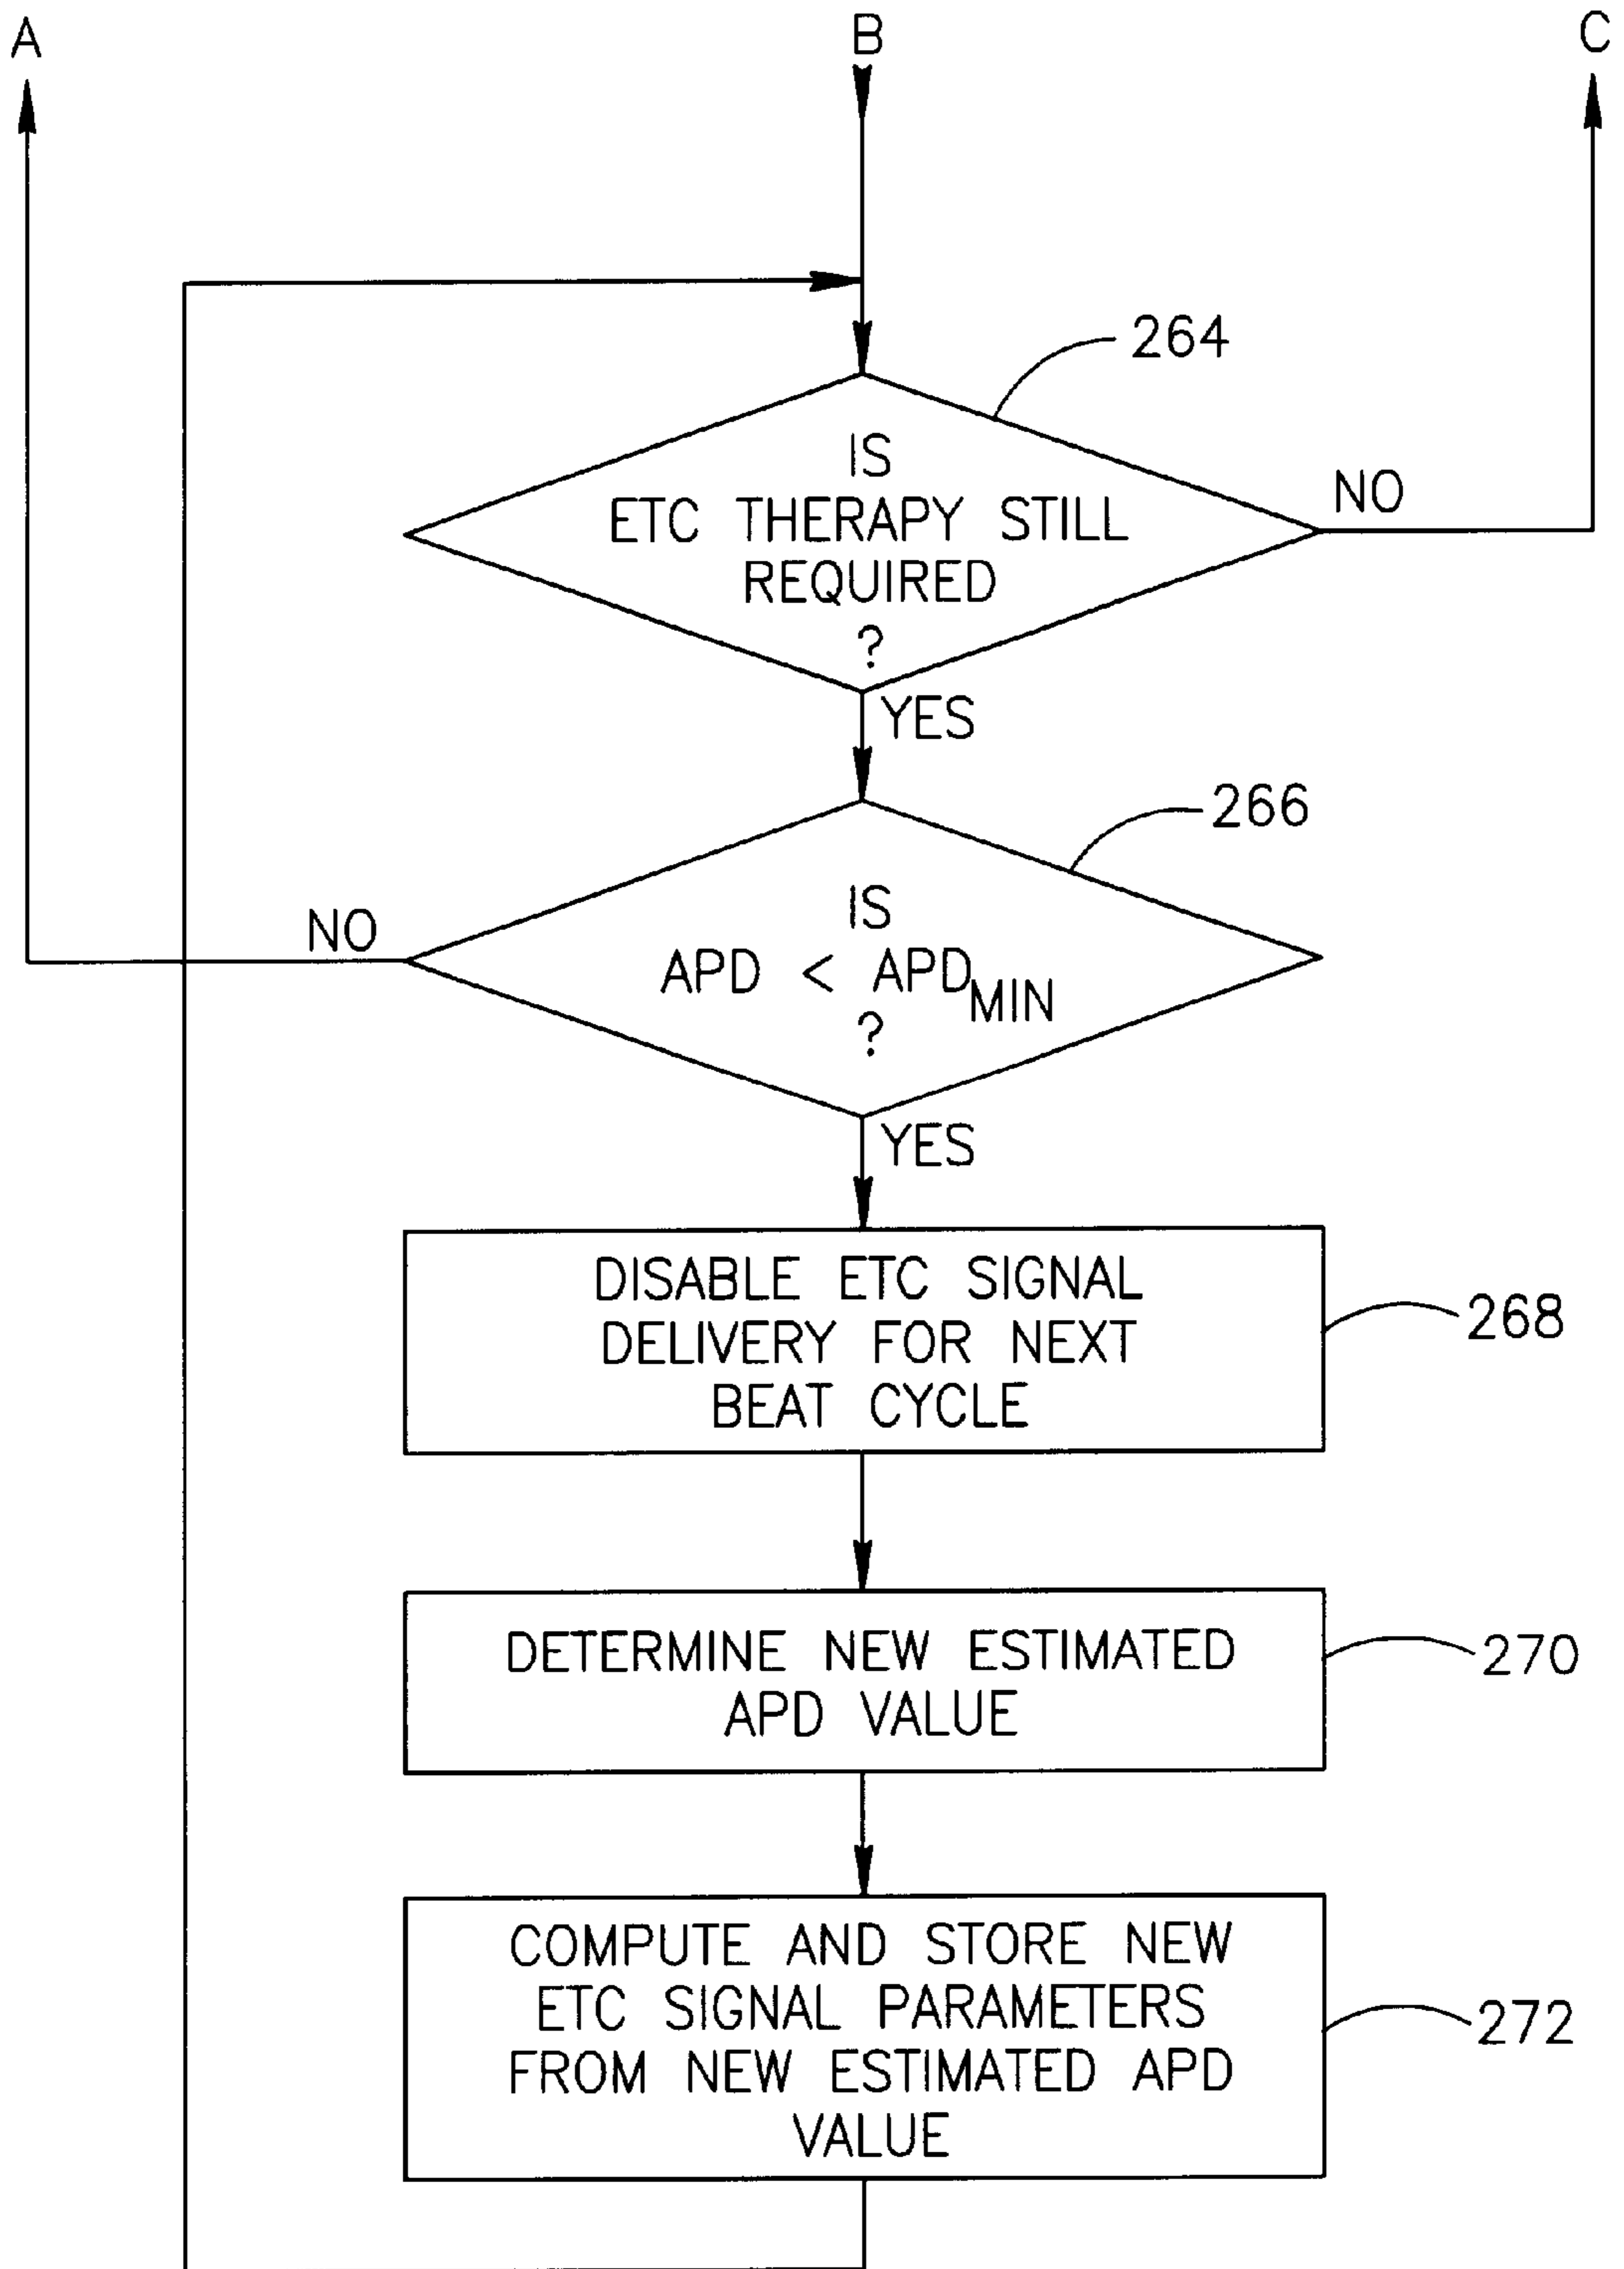 A
B
C
264
IS
ETC THERAPY STILL
REQUIRED
?
NO
YES
266
IS
APD < APDMIN
?
NO
YES
DISABLE ETC SIGNAL
DELIVERY FOR NEXT
BEAT CYCLE
268
DETERMINE NEW ESTIMATED
APD VALUE
270
COMPUTE AND STORE NEW
ETC SIGNAL PARAMETERS
FROM NEW ESTIMATED APD
VALUE
272